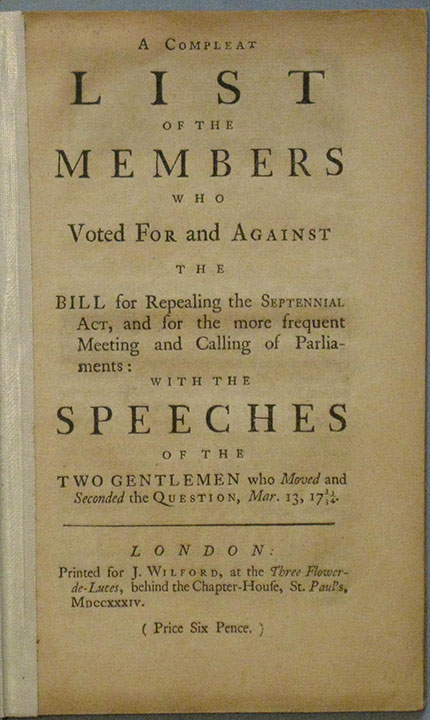 A COMPLEAT
LIST
OF THE
MEMBERS
WHO
Voted FOR and AGAINST
THE
BILL for Repealing the SEPTENNIAL
ACT, and for the more frequent
Meeting and Calling of Parlia-
ments:
WITH THE
SPEECHES
OF THE
TWO GENTLEMEN who Moved and
Seconded the QUESTION, Mar. 13, 17¾.
LONDON:
Printed for J. WILFORD, at the Three Flower-
de-Luces, behind the Chapter-Houſe, St. Paul's,
MDCCXXXIV.
( Price Six Pence. )